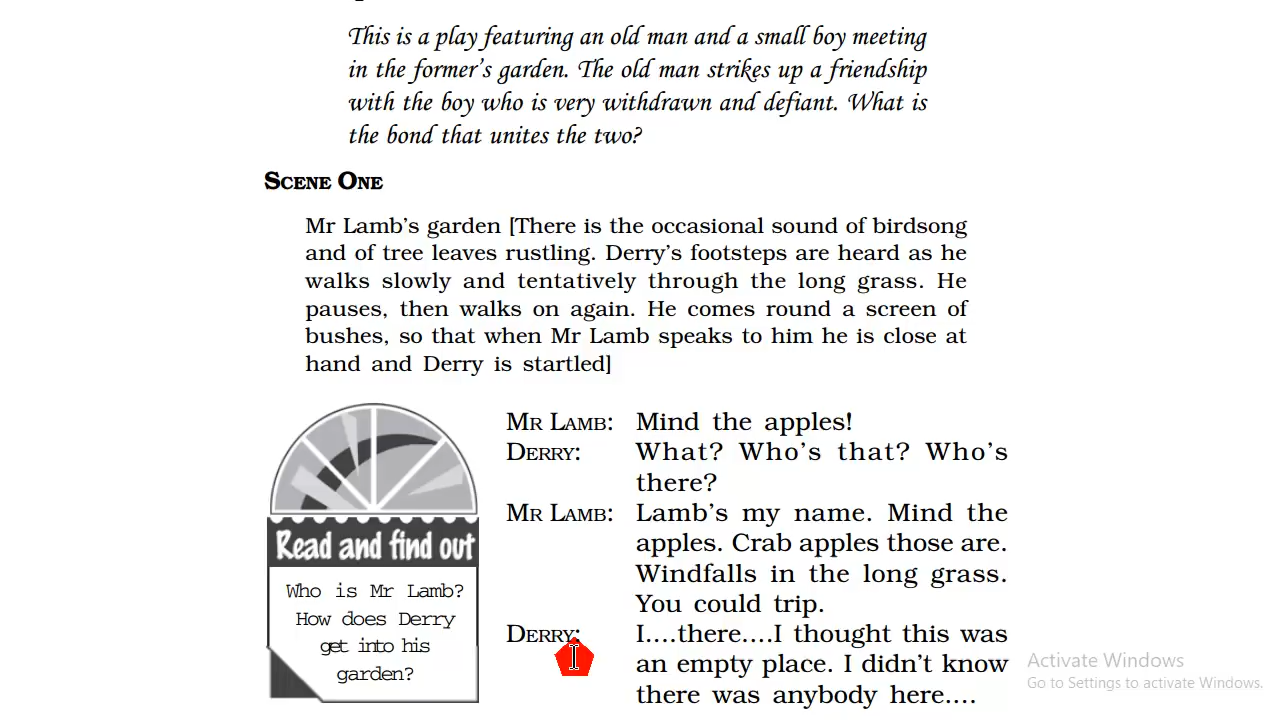 This is a play featuring an old man and a small boy meeting
in the former's garden. The old man strikes up a friendship
with the boy who is very withdrawn and defiant. What is
the bond that unites the two?
SCENE ONE
Mr Lamb's garden [There is the occasional sound of birdsong
and of tree leaves rustling. Derry's footsteps are heard as he
walks slowly and tentatively through the long grass. He
pauses, then walks on again. He comes round a screen of
bushes, so that when Mr Lamb speaks to him he is close at
hand and Derry is startled]
MR LAMB: Mind the apples!
DERRY: What? Who's that? Who's
there?
MR LAMB: Lamb's my name. Mind the
apples. Crab apples those are.
Windfalls in the long grass.
You could trip.
DERRY: I....there....I thought this was
an empty place. I didn't know
there was anybody here....
Read and find out
Who is Mr Lamb?
How does Derry
get into his
garden?
Activate Windows
Go to Settings to activate Windows.